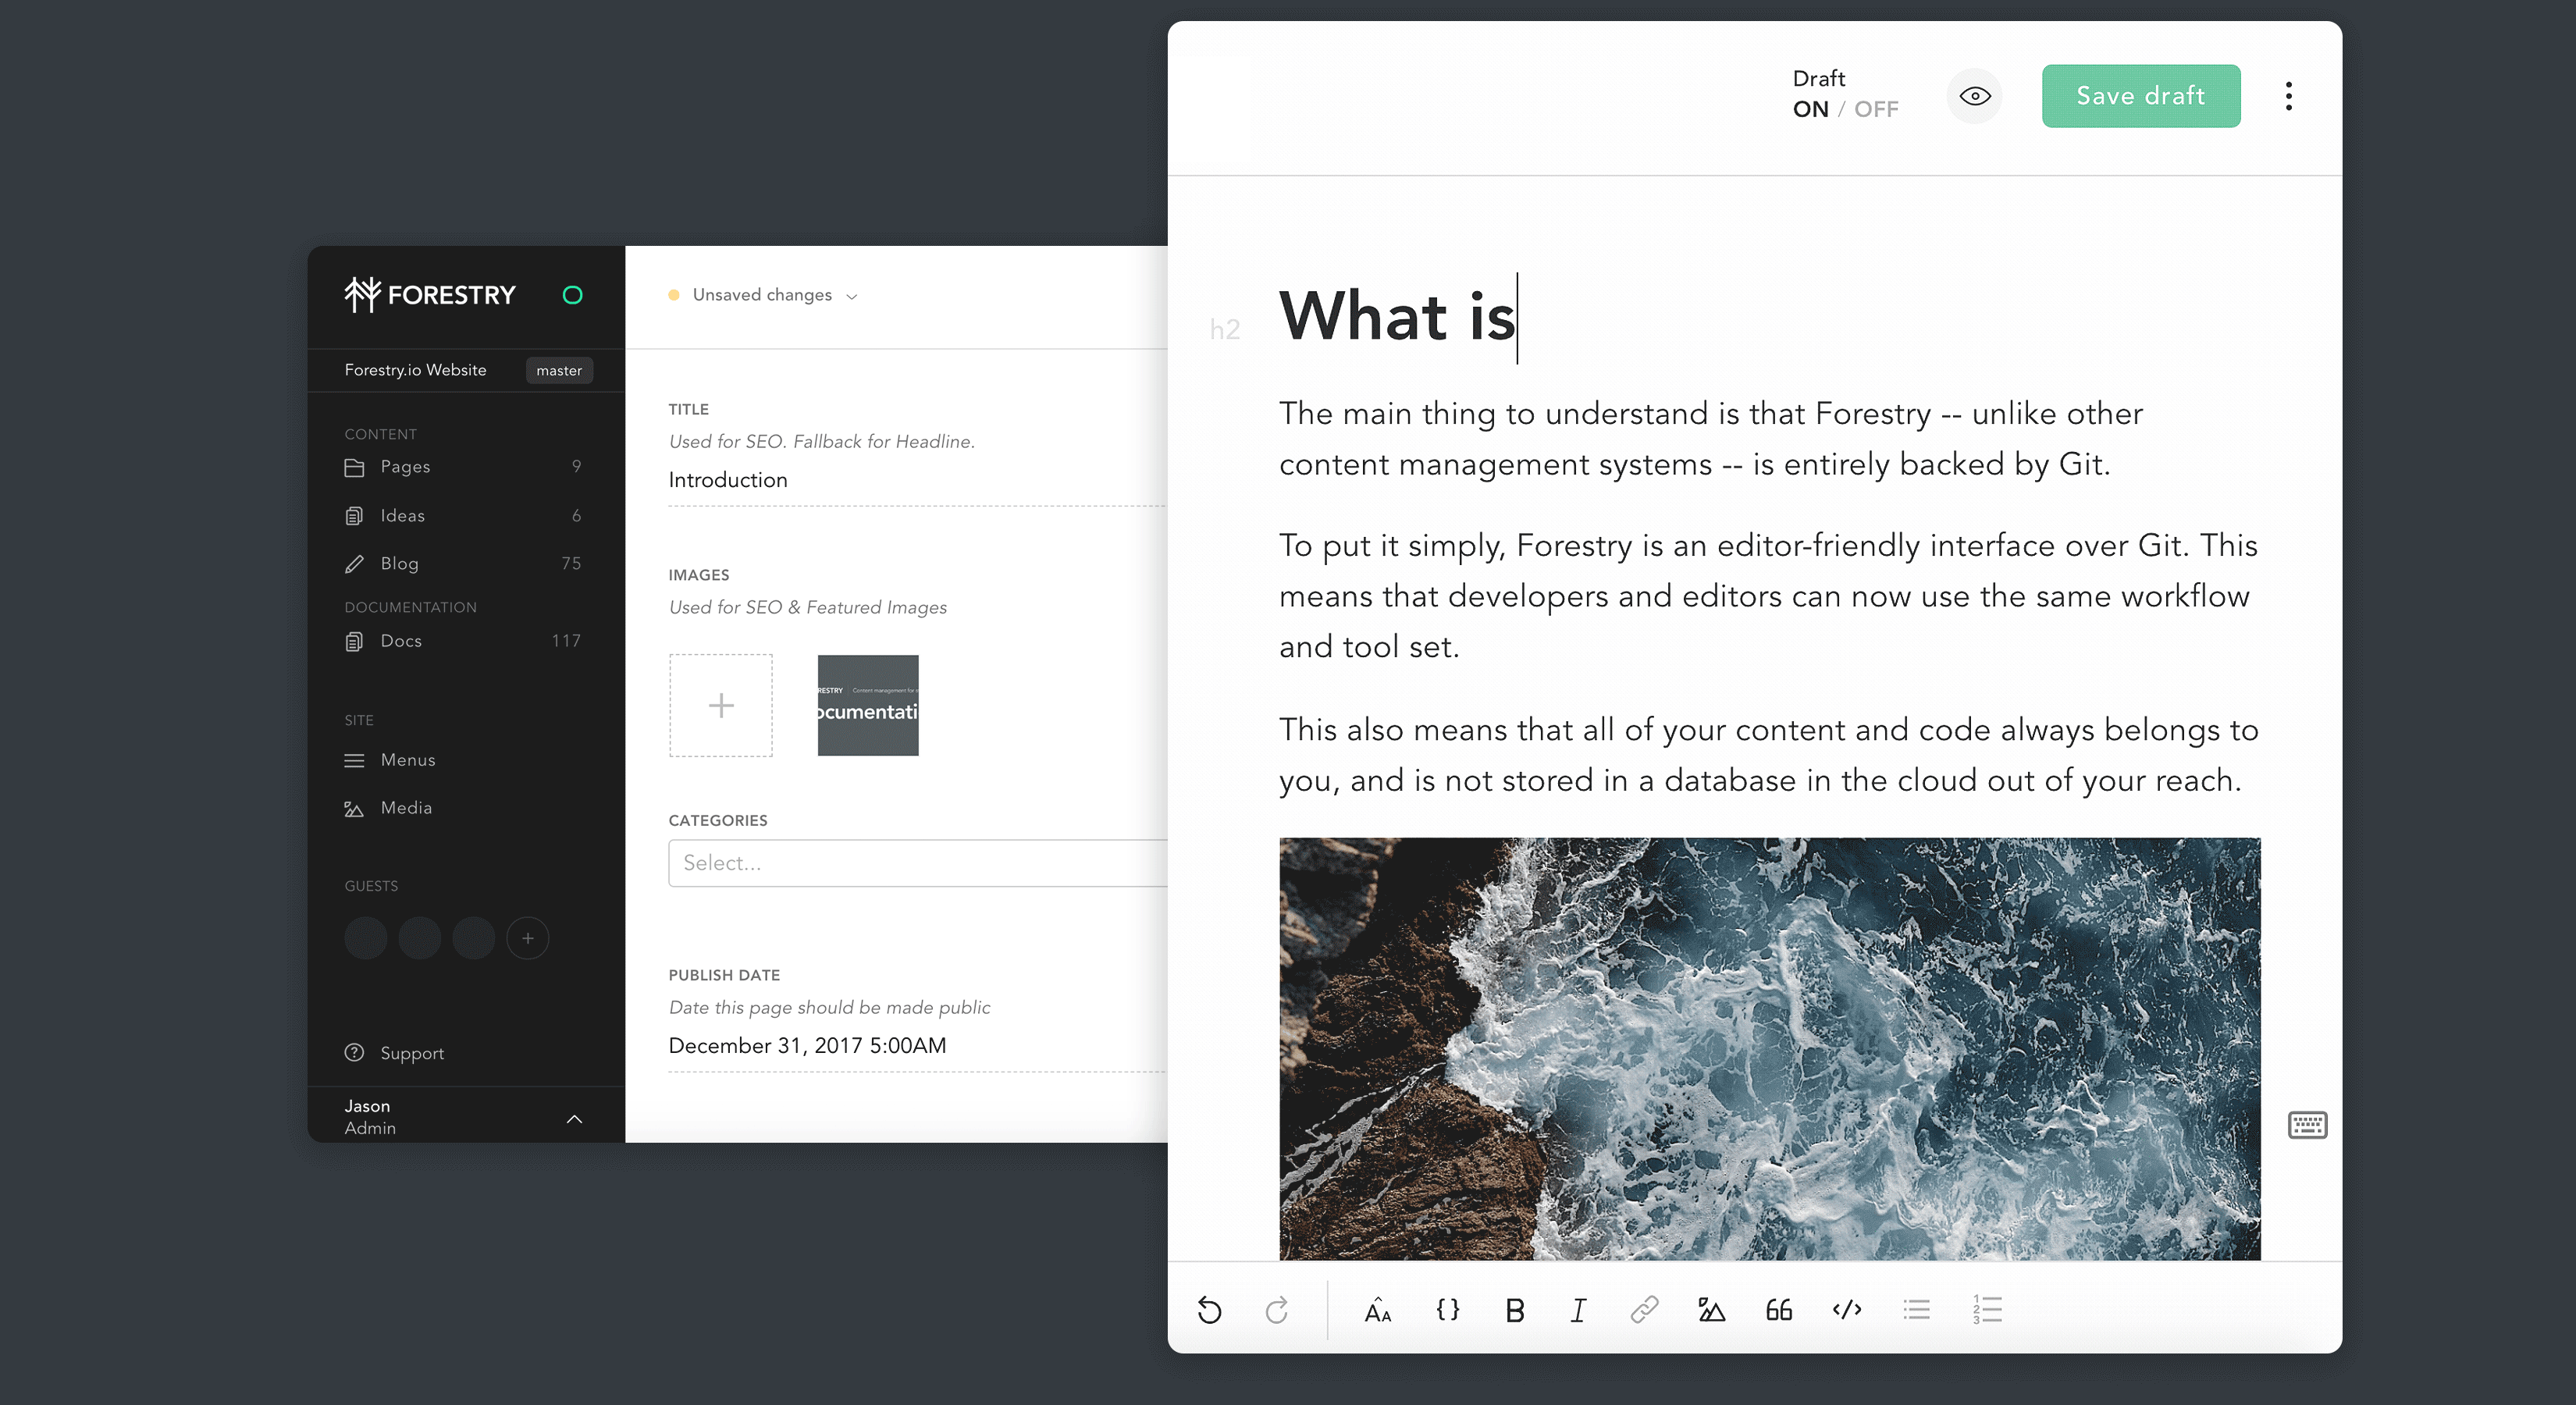 FORESTRY
Forestry.io Website
master
CONTENT
Pages 9
Ideas 6
Blog 75
DOCUMENTATION
Docs 117
SITE
Menus
Media
GUESTS
Support
Jason
Admin
Unsaved changes
TITLE
Used for SEO. Fallback for Headline.
Introduction
IMAGES
Used for SEO & Featured Images
RESTRY Content management for
ocumentati
CATEGORIES
Select...
PUBLISH DATE
Date this page should be made public
December 31, 2017 5:00AM
Draft
ON / OFF
Save draft
h2
What is
The main thing to understand is that Forestry -- unlike other
content management systems -- is entirely backed by Git.
To put it simply, Forestry is an editor-friendly interface over Git. This
means that developers and editors can now use the same workflow
and tool set.
This also means that all of your content and code always belongs to
you, and is not stored in a database in the cloud out of your reach.